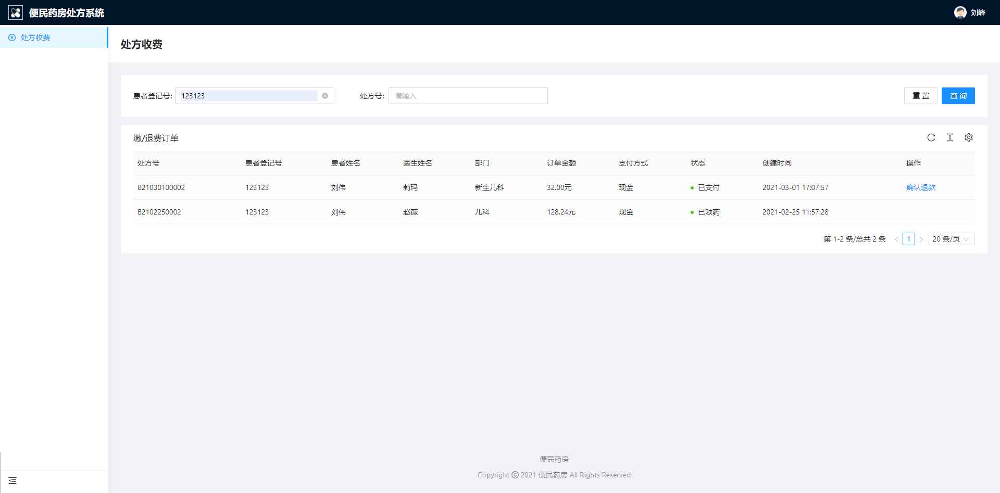 便民药房处方系统
刘峰
处方收费
处方收费
患者登记号: 123123 处方号: 请输入 重 置 查 询
缴/退费订单
处方号 患者登记号 患者姓名 医生姓名 部门 订单金额 支付方式 状态 创建时间 操作
B21030100002 123123 刘伟 莉玛 新生儿科 32.00元 现金 已支付 2021-03-01 17:07:57 确认退款
B2102250002 123123 刘伟 赵薇 儿科 128.24元 现金 已领药 2021-02-25 11:57:28
第 1-2 条/总共 2 条 < 1 > 20 条/页
便民药房
Copyright © 2021 便民药房 All Rights Reserved